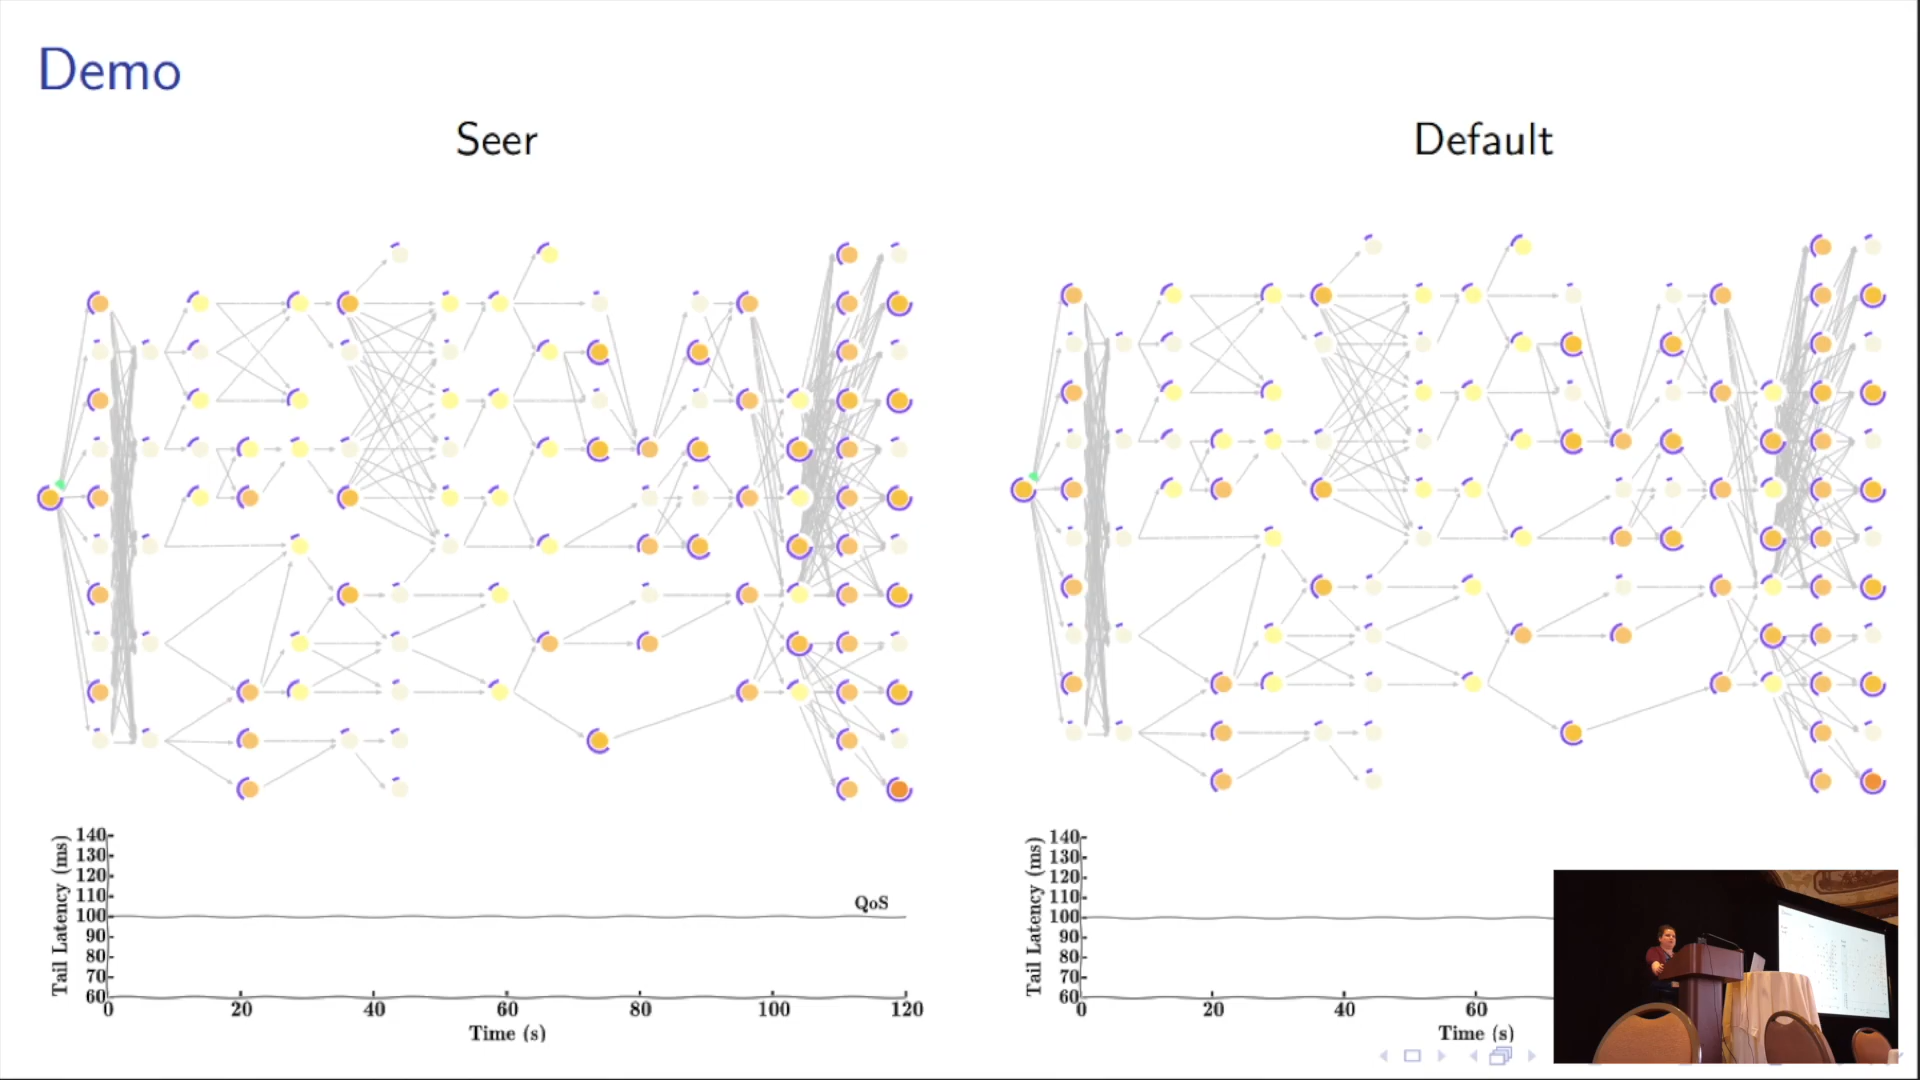 Demo
Seer
Default
140
130
120
110
100
90
80
70
60
Tail Latency (ms)
QoS
0 20 40 60 80 100 120
Time (s)
140
130
120
110
100
90
80
70
60
Tail Latency (ms)
0 20 40 60
Time (s)